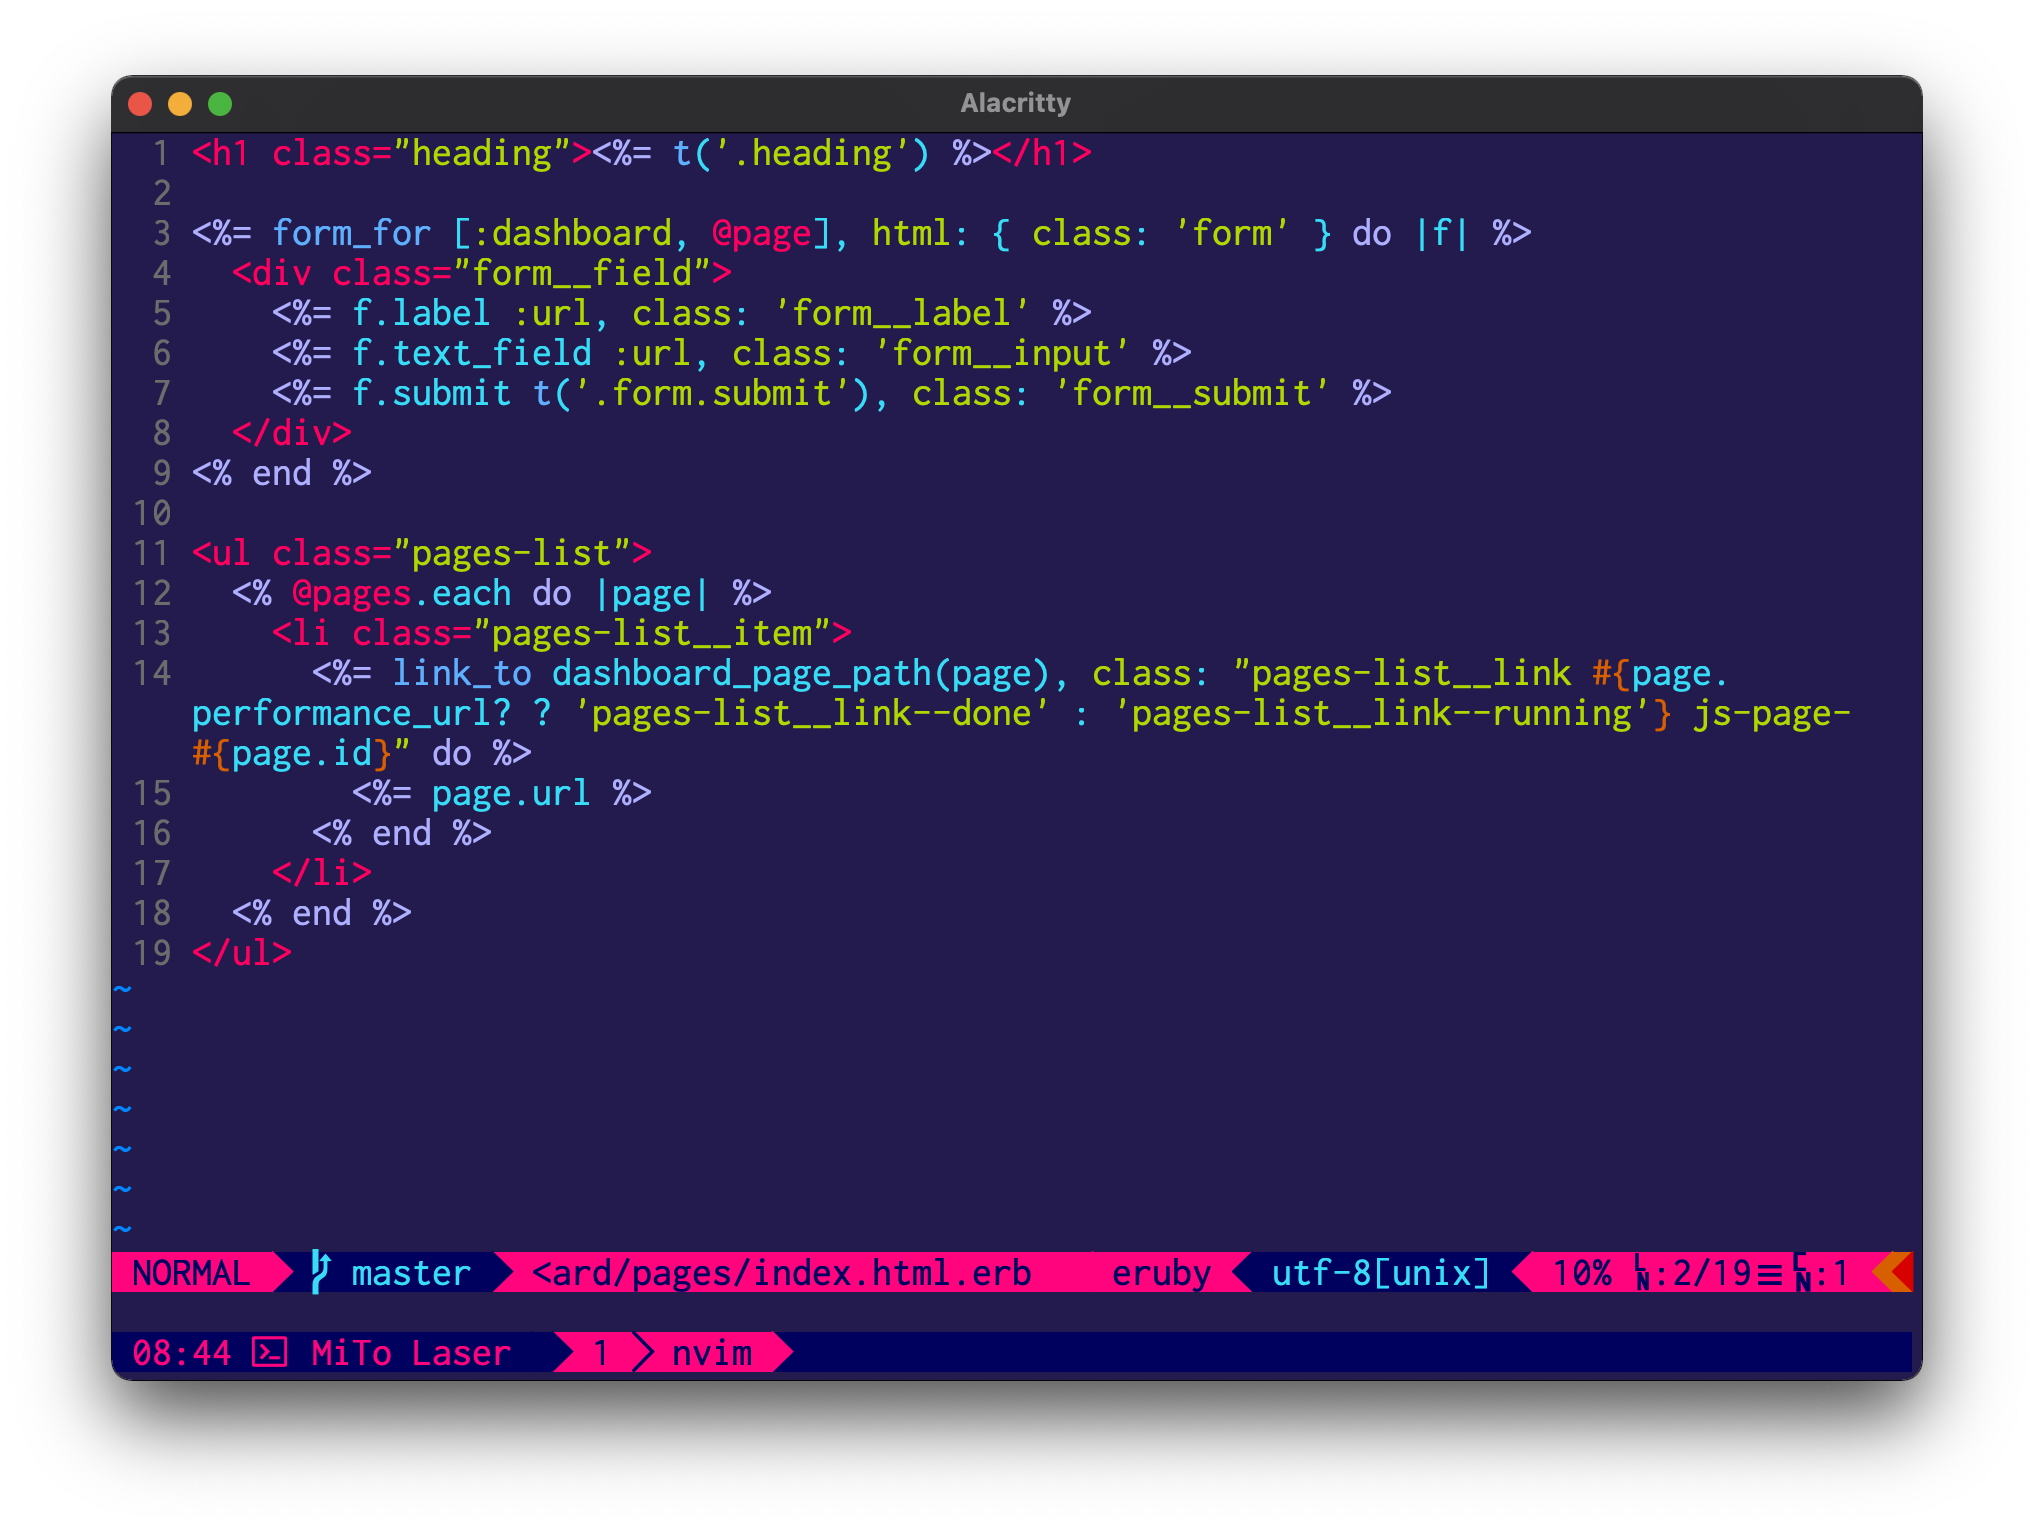 Alacritty
1 <h1 class="heading"><%= t('.heading') %></h1>
2
3 <%= form_for [:dashboard, @page], html: { class: 'form' } do |f| %>
4   <div class="form__field">
5     <%= f.label :url, class: 'form__label' %>
6     <%= f.text_field :url, class: 'form__input' %>
7     <%= f.submit t('.form.submit'), class: 'form__submit' %>
8   </div>
9 <% end %>
10
11 <ul class="pages-list">
12   <% @pages.each do |page| %>
13     <li class="pages-list__item">
14       <%= link_to dashboard_page_path(page), class: "pages-list__link #{page.
performance_url? ? 'pages-list__link--done' : 'pages-list__link--running'} js-page-
#{page.id}" do %>
15         <%= page.url %>
16       <% end %>
17     </li>
18   <% end %>
19 </ul>
~
~
~
~
~
~
~
NORMAL master <ard/pages/index.html.erb eruby utf-8[unix] 10% LN:2/19≡ CN:1
08:44 MiTo Laser 1 nvim